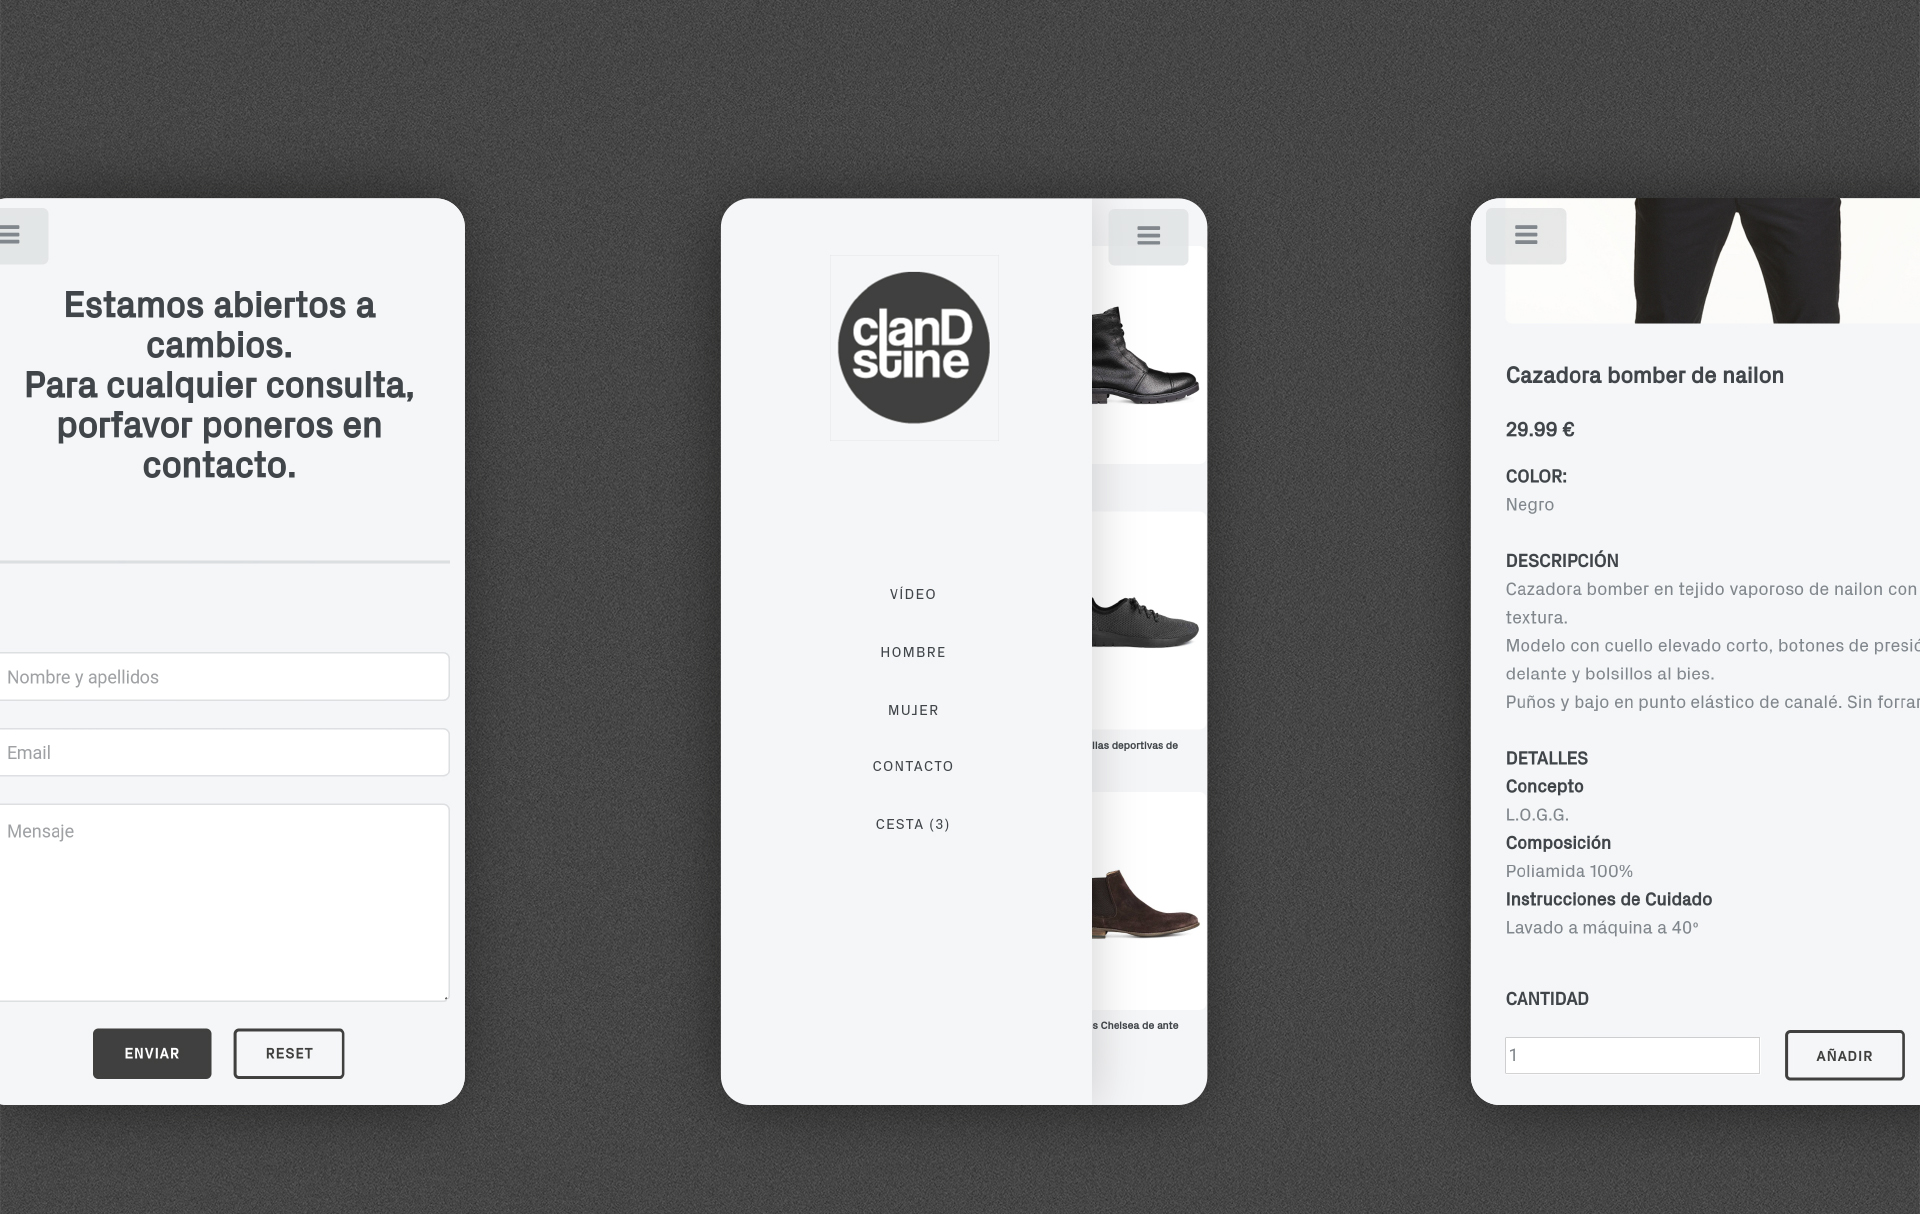 Estamos abiertos a
cambios.
Para cualquier consulta,
porfavor poneros en
contacto.
Nombre y apellidos
Email
Mensaje
ENVIAR
RESET
clanD
stine
VÍDEO
HOMBRE
MUJER
CONTACTO
CESTA (3)
llas deportivas de
s Chelsea de ante
Cazadora bomber de nailon
29.99 €
COLOR:
Negro
DESCRIPCIÓN
Cazadora bomber en tejido vaporoso de nailon con
textura.
Modelo con cuello elevado corto, botones de presió
delante y bolsillos al bies.
Puños y bajo en punto elástico de canalé. Sin forrar
DETALLES
Concepto
L.O.G.G.
Composición
Poliamida 100%
Instrucciones de Cuidado
Lavado a máquina a 40°
CANTIDAD
1
AÑADIR